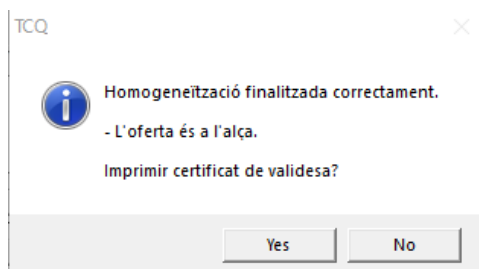 TCQ
Homogeneïtzació finalitzada correctament.
- L'oferta és a l'alça.
Imprimir certificat de validesa?
Yes
No